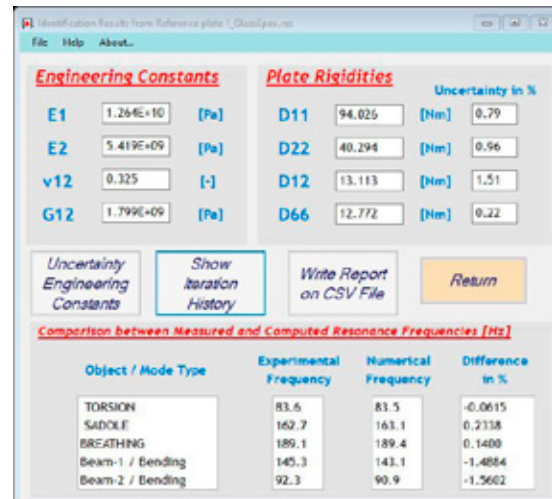 Identification Results from Reference plate 1_GlassEpox.res
File Help About..
Engineering Constants
Plate Rigidities
Uncertainty in %
E1 1.264E+10 [Pa] D11 94.026 [Nm] 0.79
E2 5.419E+09 [Pa] D22 40.294 [Nm] 0.96
v12 0.325 [-] D12 13.113 [Nm] 1.51
G12 1.799E+09 [Pa] D66 12.772 [Nm] 0.22
Uncertainty
Engineering
Constants
Show
Iteration
History
Write Report
on CSV File
Return
Comparison between Measured and Computed Resonance Frequencies [Hz]
Object / Mode Type
Experimental
Frequency
Numerical
Frequency
Difference
in %
TORSION 83.6 83.5 -0.0615
SADDLE 162.7 163.1 0.2338
BREATHING 189.1 189.4 0.1400
Beam-1 / Bending 145.3 143.1 -1.4884
Beam-2 / Bending 92.3 90.9 -1.5602